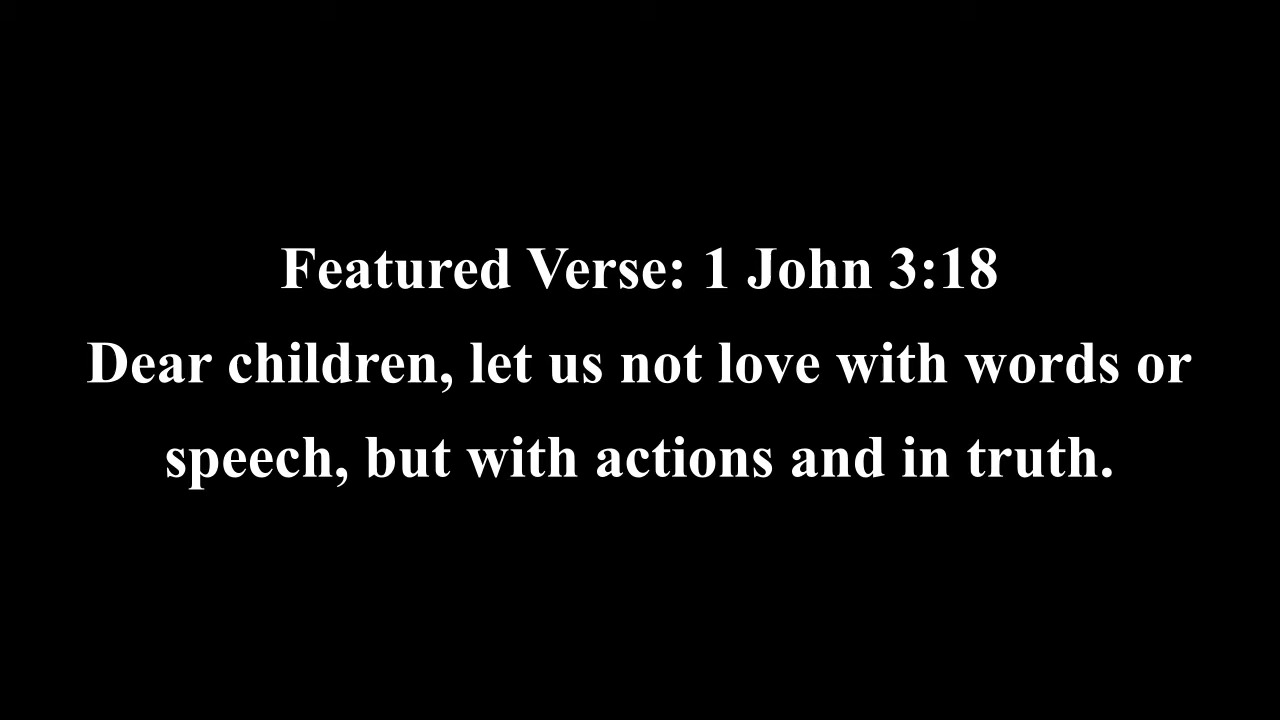 Featured Verse: 1 John 3:18
Dear children, let us not love with words or
speech, but with actions and in truth.